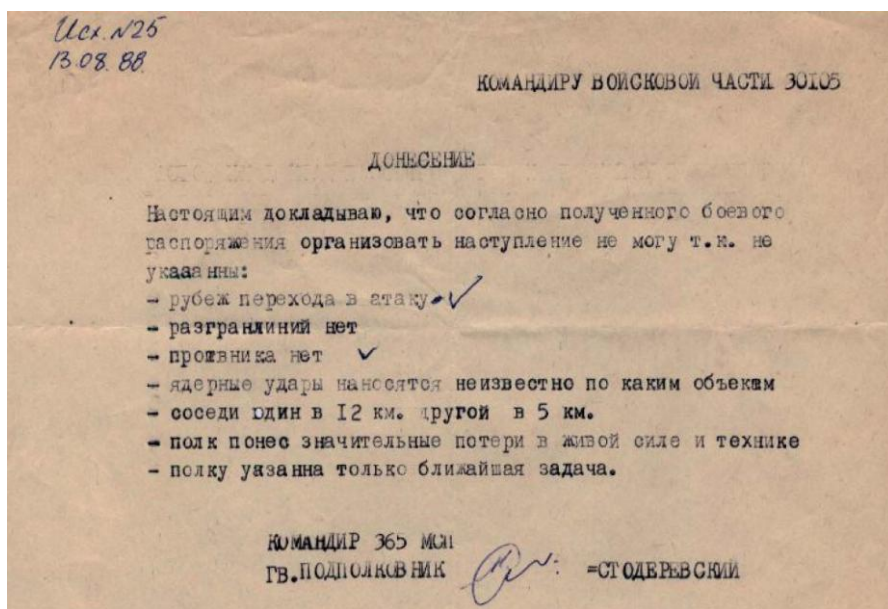 Исх. №25
13.08.88.
КОМАНДИРУ ВОЙСКОВОЙ ЧАСТИ 30105
ДОНЕСЕНИЕ
Настоящим докладываю, что согласно полученного боевого
распоряжения организовать наступление не могу т.к. не
указанны:
- рубеж перехода в атаку.
- разгранлиний нет
- протвника нет
- ядерные удары наносятся неизвестно по каким объекам
- соседи один в 12 км. другой в 5 км.
- полк понес значительные потери в живой силе и технике
- полку уазанна только ближайшая задача.
КОМАНДИР 365 МСП
ГВ.ПОДПОЛКОВНИК =СТОДЕРЕВСКИЙ